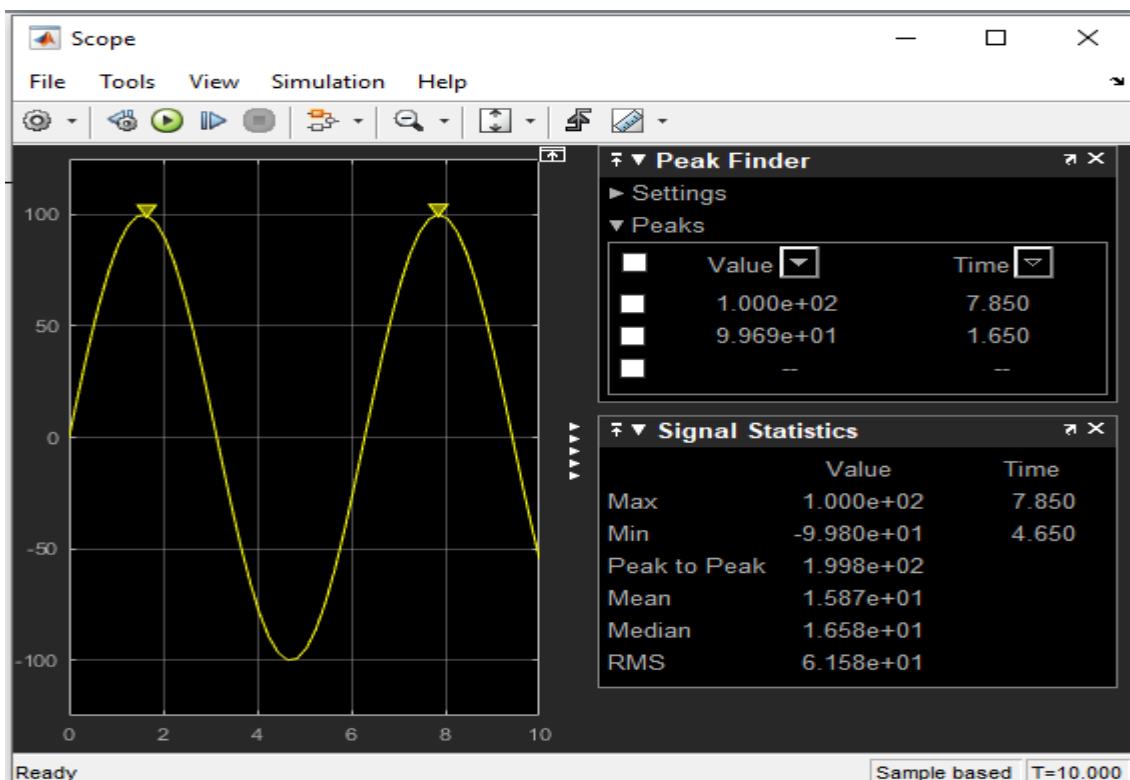 Scope
File Tools View Simulation Help
100
50
0
-50
-100
0 2 4 6 8 10
Peak Finder
Settings
Peaks
Value Time
1.000e+02 7.850
9.969e+01 1.650
-- --
Signal Statistics
Value Time
Max 1.000e+02 7.850
Min -9.980e+01 4.650
Peak to Peak 1.998e+02
Mean 1.587e+01
Median 1.658e+01
RMS 6.158e+01
Ready Sample based T=10.000